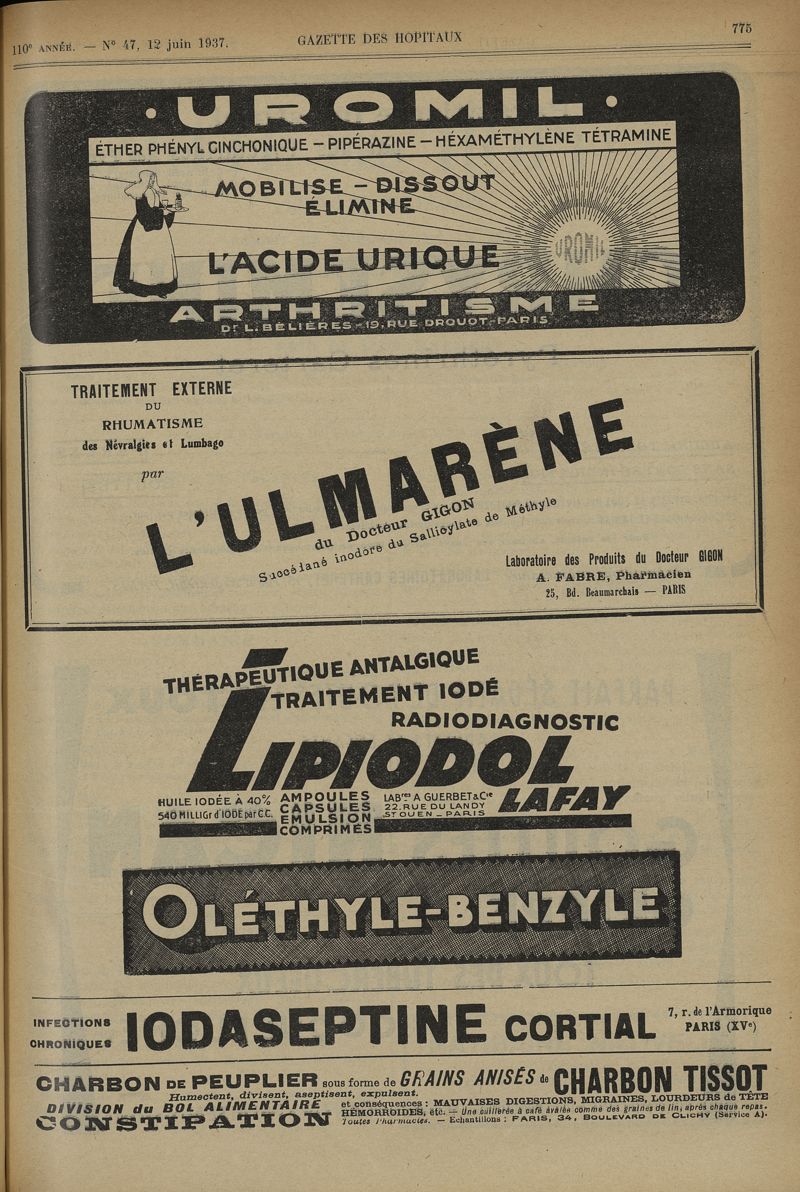 110e ANNÉE. — N° 47, 12 juin 1937.
GAZETTE DES HOPITAUX
775
· UROMIL ·
ÉTHER PHÉNYL CINCHONIQUE – PIPÉRAZINE – HÉXAMÉTHYLÈNE TÉTRAMINE
MOBILISE – DISSOUT
ÉLIMINE
L'ACIDE URIQUE
UROMIL
ARTHRITISME
Dr L. BÉLIÈRES - 19, RUE DROUOT - PARIS
TRAITEMENT EXTERNE
DU
RHUMATISME
des Névralgies et Lumbago
par
L'ULMARÈNE
du Docteur GIGON
Succédané inodore du Salicylate de Méthyle
Laboratoire des Produits du Docteur GIGON
A. FABRE, Pharmacien
25, Bd. Beaumarchais — PARIS
THÉRAPEUTIQUE ANTALGIQUE
TRAITEMENT IODÉ
RADIODIAGNOSTIC
LIPIODOL
LAFAY
HUILE IODÉE À 40%
540 MILLIGr d'IODE par C.C.
AMPOULES
CAPSULES
EMULSION
COMPRIMÉS
LABres A GUERBET & Cie
22. RUE DU LANDY
ST OUEN – PARIS
OLÉTHYLE-BENZYLE
INFECTIONS
CHRONIQUES
IODASEPTINE CORTIAL
7, r. de l'Armorique
PARIS (XVe)
CHARBON DE PEUPLIER sous forme de GRAINS ANISÉS de CHARBON TISSOT
Humectent, divisent, aseptisent, expulsent.
DIVISION du BOL ALIMENTAIRE
CONSTIPATION
et conséquences : MAUVAISES DIGESTIONS, MIGRAINES, LOURDEURS de TÊTE
HÉMORROIDES, etc. — Une cuillerée à café avalée comme des graines de lin, après chaque repas.
Toutes Pharmacies. — Echantillons : PARIS, 34, BOULEVARD DE CLICHY (Service A).